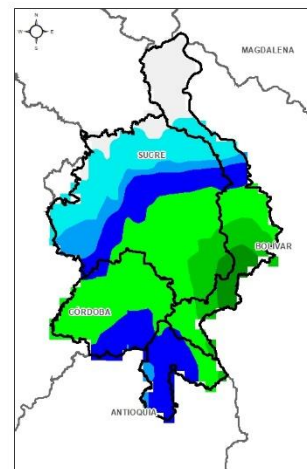 N
W E
S
MAGDALENA
SUCRE
BOLIVAR
CORDOBA
ANTIOQUIA